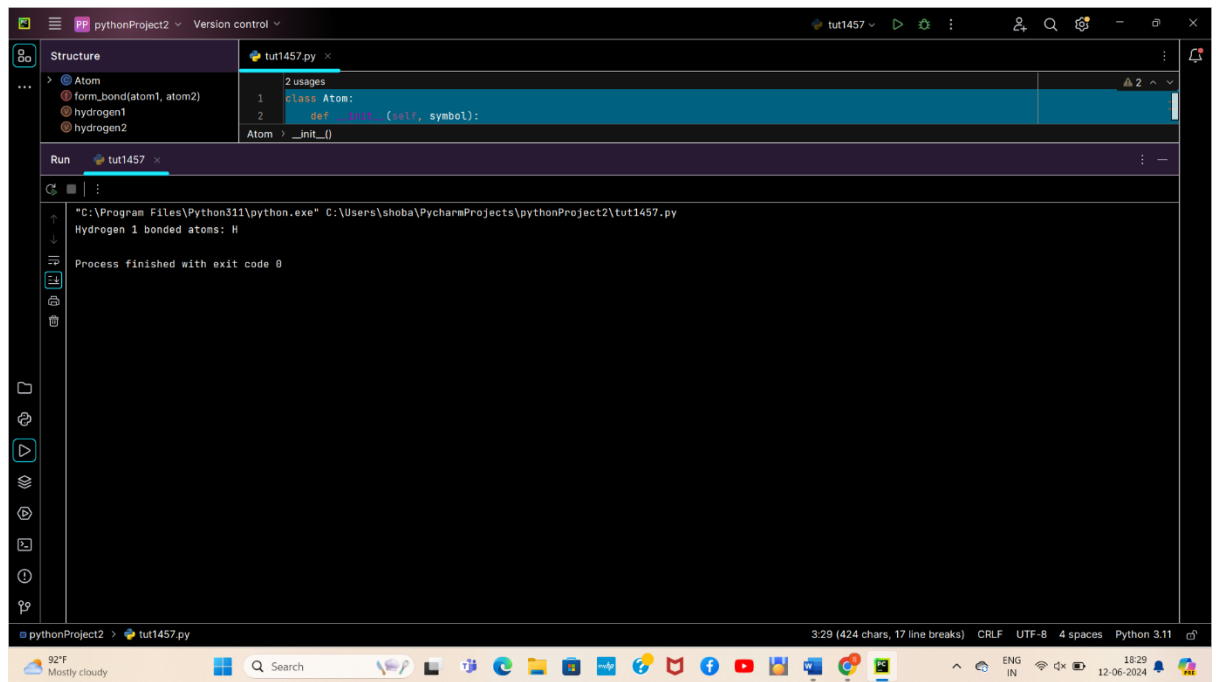 PC PP pythonProject2 Version control tut1457
Structure tut1457.py
Atom
form_bond(atom1, atom2)
hydrogen1
hydrogen2
2 usages
2
1 class Atom:
2 def __init__(self, symbol):
Atom > __init__()
Run tut1457
"C:\Program Files\Python311\python.exe" C:\Users\shoba\PycharmProjects\pythonProject2\tut1457.py
Hydrogen 1 bonded atoms: H
Process finished with exit code 0
pythonProject2 > tut1457.py 3:29 (424 chars, 17 line breaks) CRLF UTF-8 4 spaces Python 3.11
92°F
Mostly cloudy
Search
ENG
IN
18:29
12-06-2024